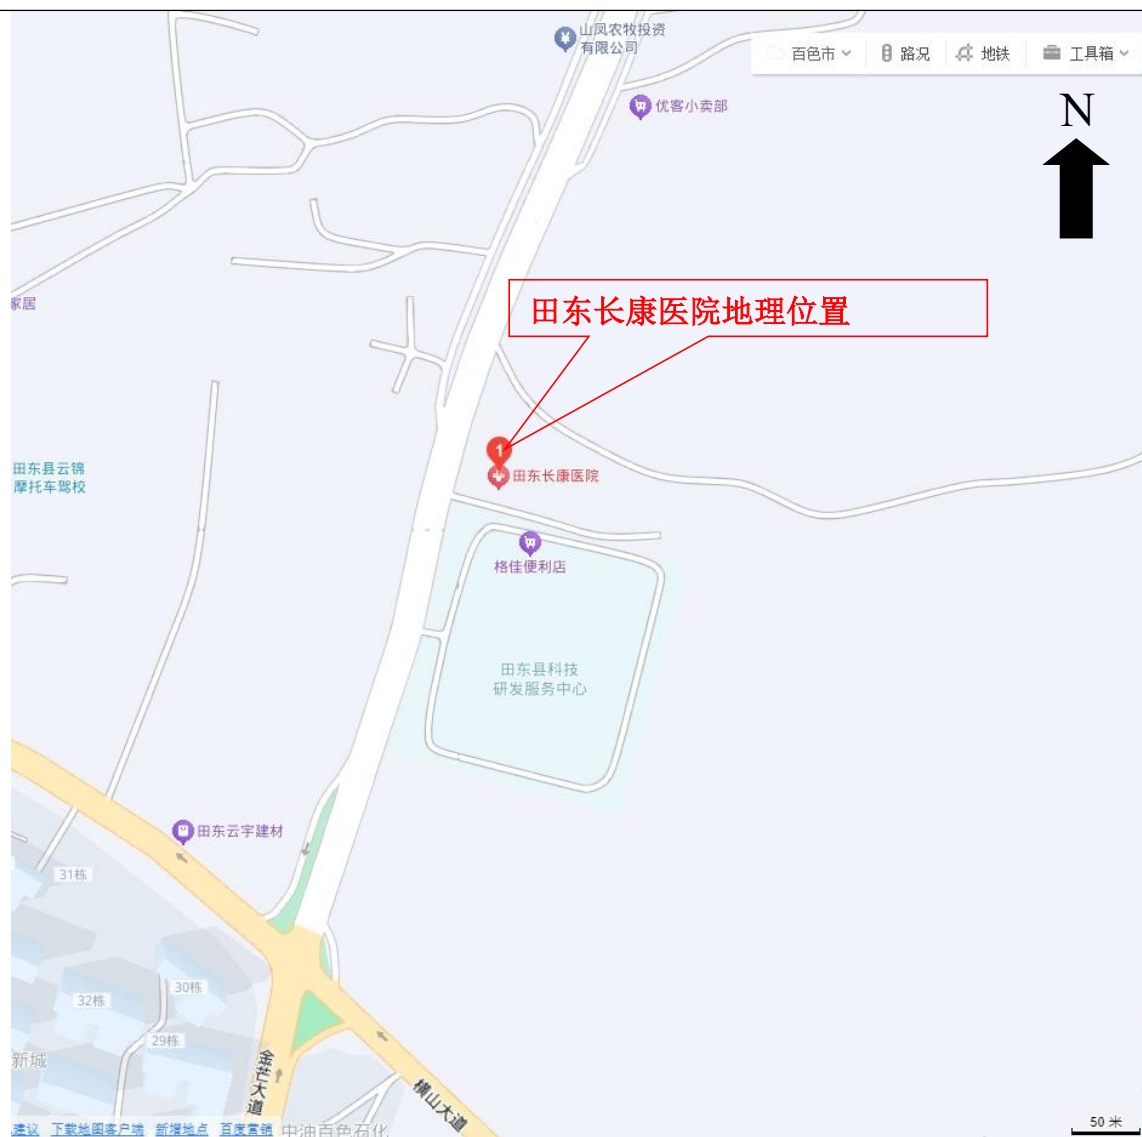 山凤农牧投资
有限公司
百色市
路况
地铁
工具箱
优客小卖部
N
家居
田东长康医院地理位置
1
田东县云锦
摩托车驾校
田东长康医院
格佳便利店
田东县科技
研发服务中心
田东云宇建材
31栋
30栋
32栋
29栋
新城
金芒大道
横山大道
建议 下载地图客户端 新增地点 百度营销
中油百色石化
50 米